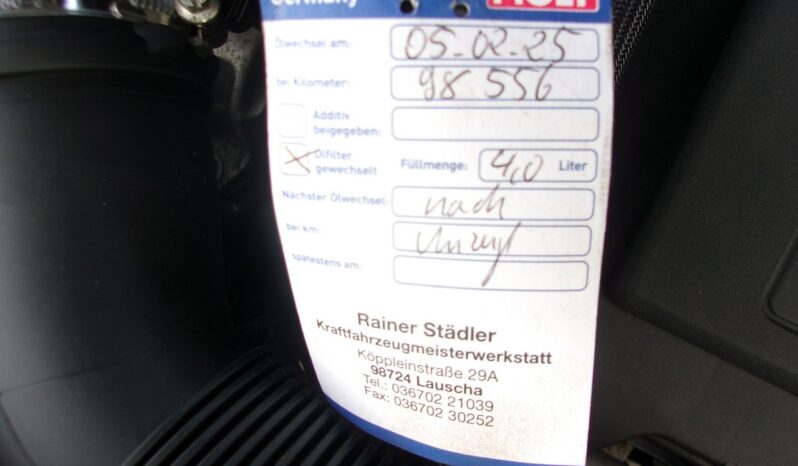 Germany MOLY
Ölwechsel am: 05-02-25
bei Kilometer: 98 556
Additiv
beigegeben:
Ölfilter
gewechselt Füllmenge: 4,0 Liter
Nächster Ölwechsel: nach
bei km: Anzeige
spätestens am:
Rainer Städler
Kraftfahrzeugmeisterwerkstatt
Köppleinstraße 29A
98724 Lauscha
Tel.: 036702 21039
Fax: 036702 30252